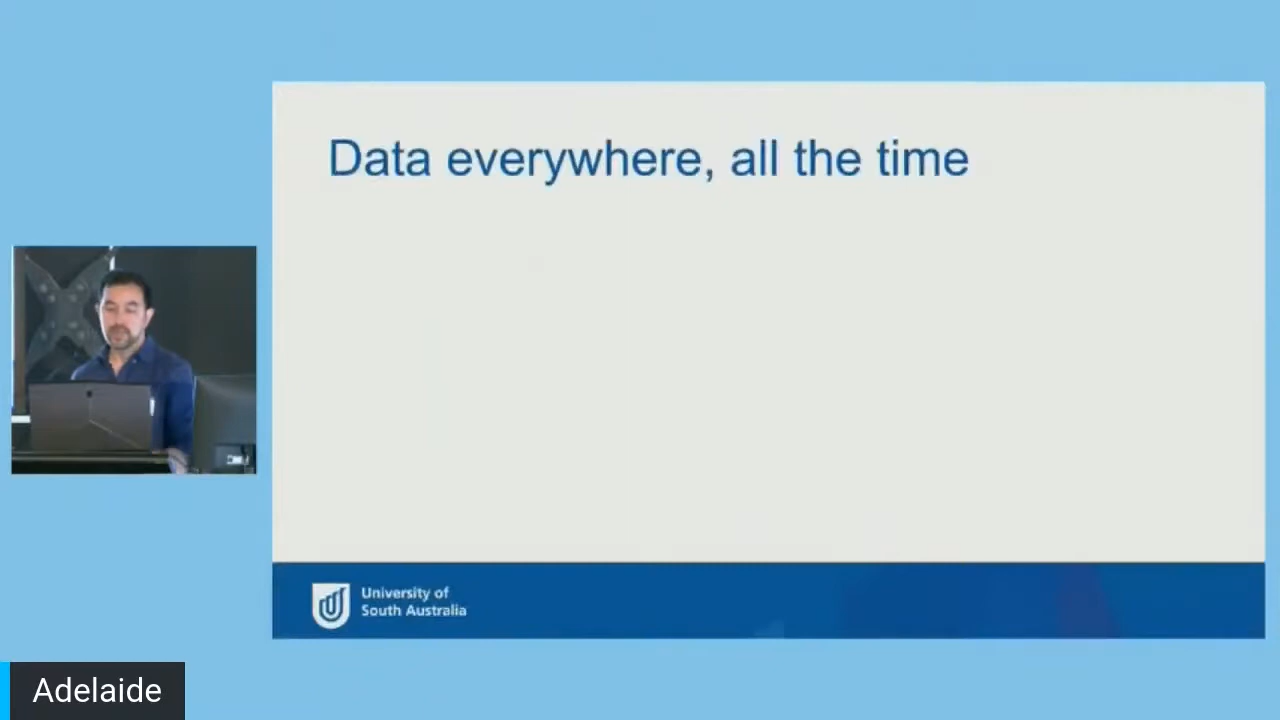 Data everywhere, all the time
University of
South Australia
Adelaide